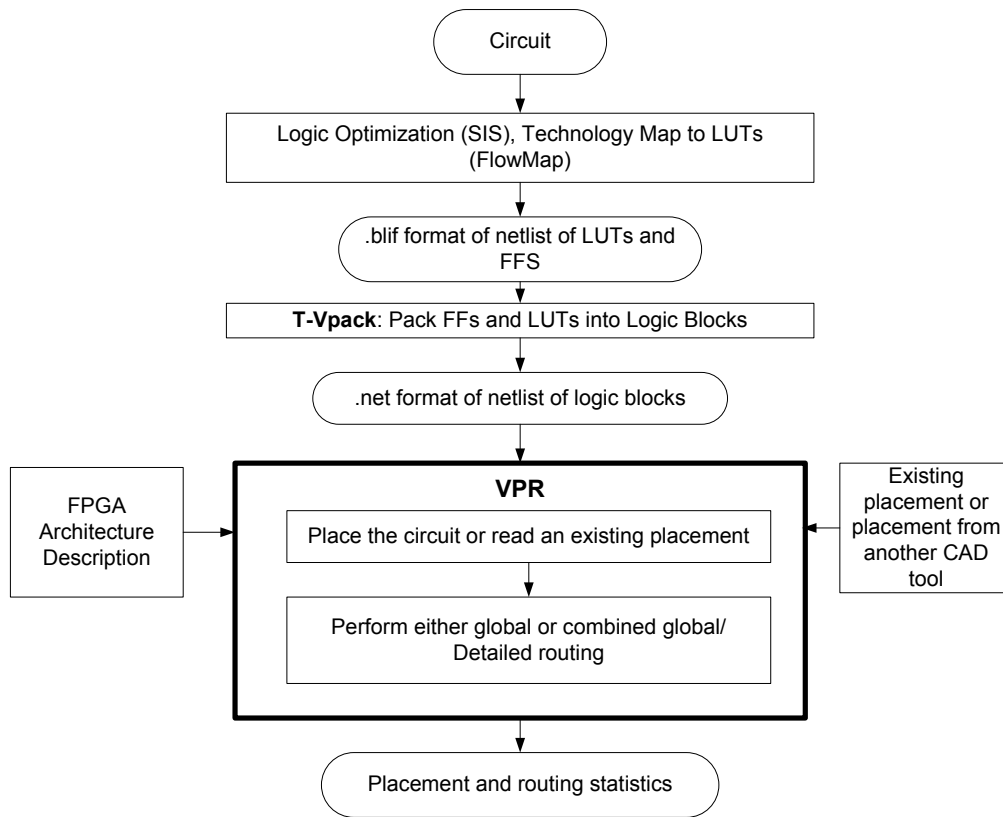 Circuit
Logic Optimization (SIS), Technology Map to LUTs
(FlowMap)
.blif format of netlist of LUTs and
FFS
T-Vpack: Pack FFs and LUTs into Logic Blocks
.net format of netlist of logic blocks
FPGA
Architecture
Description
VPR
Place the circuit or read an existing placement
Perform either global or combined global/
Detailed routing
Existing
placement or
placement from
another CAD
tool
Placement and routing statistics